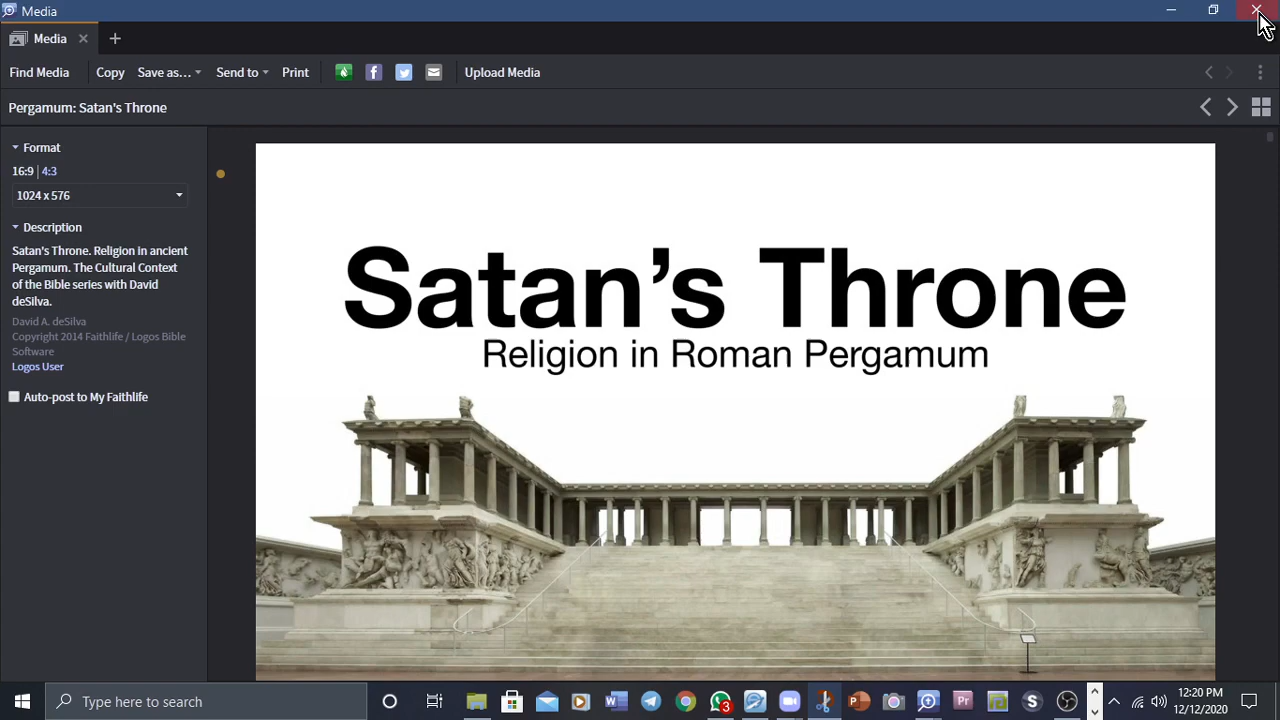 Media
Media
Find Media Copy Save as... Send to Print Upload Media
Pergamum: Satan's Throne
Format
16:9 | 4:3
1024 x 576
Description
Satan's Throne. Religion in ancient
Pergamum. The Cultural Context
of the Bible series with David
deSilva.
David A. deSilva
Copyright 2014 Faithlife / Logos Bible
Software
Logos User
Auto-post to My Faithlife
Satan's Throne
Religion in Roman Pergamum
Type here to search
3
12:20 PM
12/12/2020